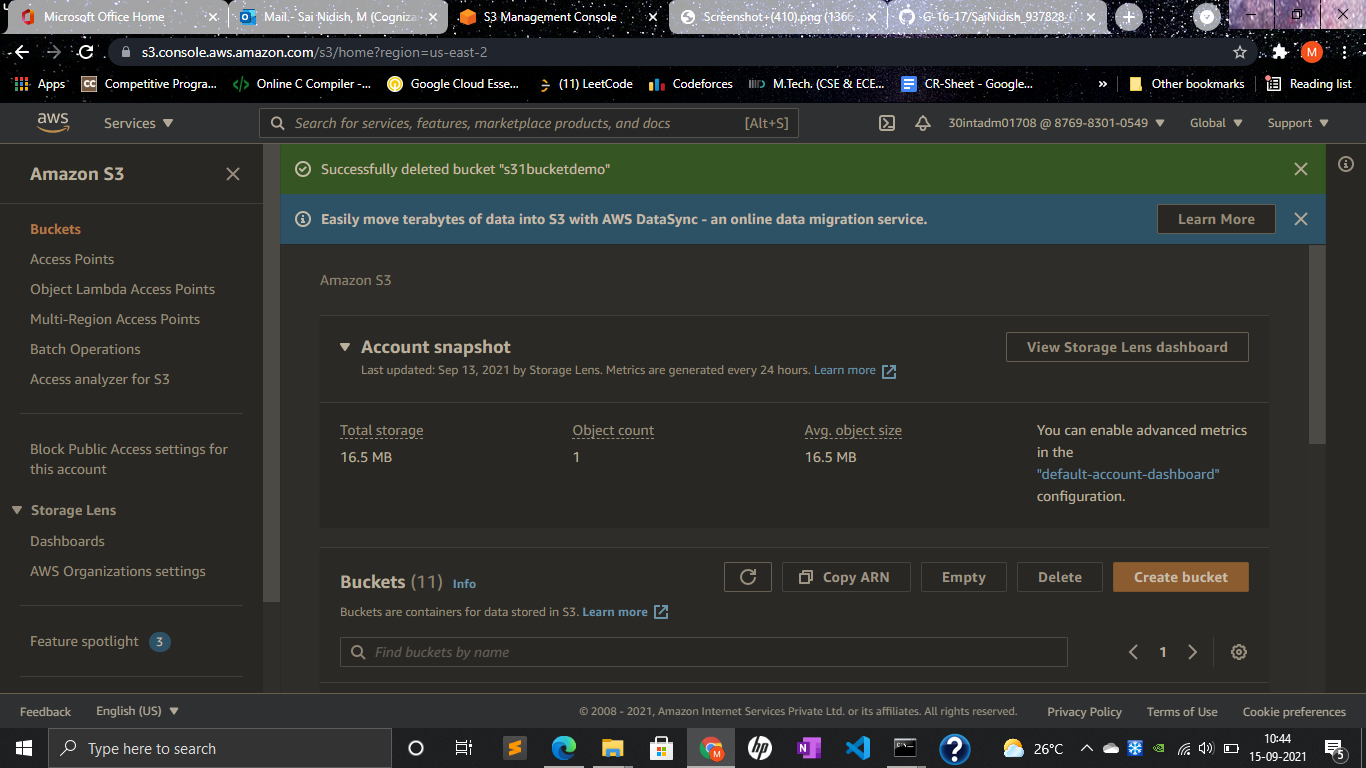 Microsoft Office Home
Mail - Sai Nidish, M (Cogniza
S3 Management Console
Screenshot+(410).png (1366
G-16-17/SaiNidish_937828-
s3.console.aws.amazon.com/s3/home?region=us-east-2
M
Apps
CC
Competitive Progra...
Online C Compiler -...
Google Cloud Esse...
(11) LeetCode
Codeforces
M.Tech. (CSE & ECE...
CR-Sheet - Google...
»
Other bookmarks
Reading list
aws
Services
Search for services, features, marketplace products, and docs
[Alt+S]
30intadm01708 @ 8769-8301-0549
Global
Support
Amazon S3
Buckets
Access Points
Object Lambda Access Points
Multi-Region Access Points
Batch Operations
Access analyzer for S3
Block Public Access settings for
this account
Storage Lens
Dashboards
AWS Organizations settings
Feature spotlight 3
Successfully deleted bucket "s31bucketdemo"
Easily move terabytes of data into S3 with AWS DataSync - an online data migration service.
Learn More
Amazon S3
Account snapshot
View Storage Lens dashboard
Last updated: Sep 13, 2021 by Storage Lens. Metrics are generated every 24 hours. Learn more
Total storage
16.5 MB
Object count
1
Avg. object size
16.5 MB
You can enable advanced metrics
in the
"default-account-dashboard"
configuration.
Buckets (11) Info
Copy ARN
Empty
Delete
Create bucket
Buckets are containers for data stored in S3. Learn more
Find buckets by name
1
Feedback
English (US)
© 2008 - 2021, Amazon Internet Services Private Ltd. or its affiliates. All rights reserved.
Privacy Policy
Terms of Use
Cookie preferences
Type here to search
M
hp
N
?
26°C
10:44
15-09-2021
5